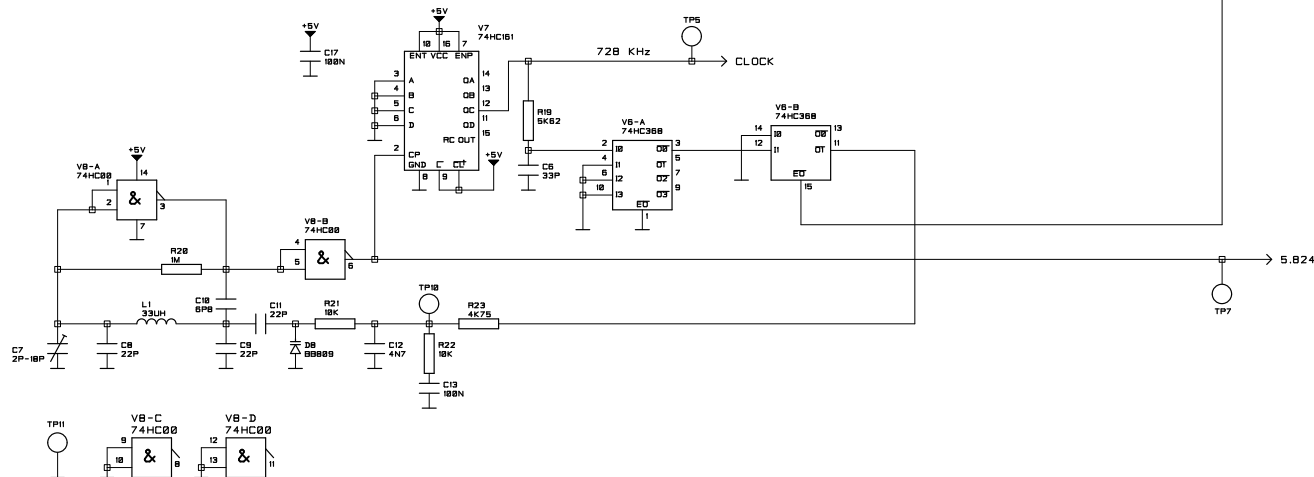 +5V
C17
100N
+5V
V7
74HC161
10 16 7
ENT VCC ENP
3 A QA 14
4 B QB 13
5 C QC 12
6 D QD 11
RC OUT 15
2 CP
GND L CL
8 1 9
+5V
728 KHz
TP5
CLOCK
R19
5K62
C6
33P
V6-A
74HC368
2 I0 O0 3
4 I1 O1 5
6 I2 O2 7
10 I3 O3 9
EO
1
V6-B
74HC368
14 I0 O0 13
12 I1 O1 11
EO
15
+5V
V8-A
74HC00
14
1
2
&
3
7
R20
1M
V8-B
74HC00
4
5
&
6
5.824
TP7
L1
33UH
C10
6P8
C11
22P
R21
10K
TP10
R23
4K75
C7
2P-18P
C8
22P
C9
22P
D8
BB809
C12
4N7
R22
10K
C13
100N
TP11
V8-C
74HC00
9
10
&
8
V8-D
74HC00
12
13
&
11